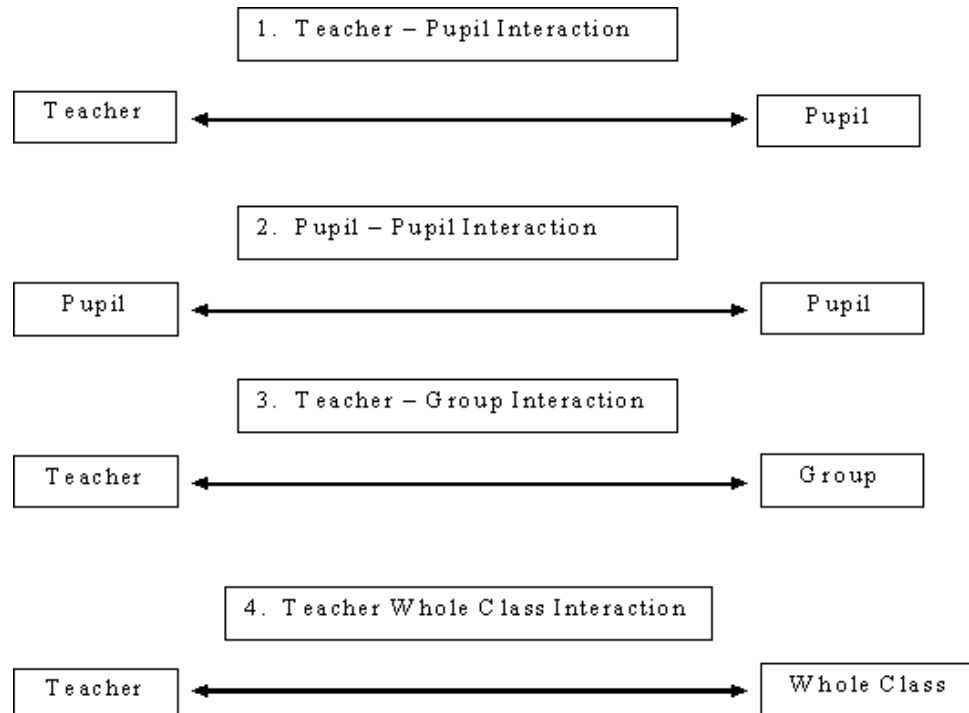 1. Teacher – Pupil Interaction
Teacher
Pupil
2. Pupil – Pupil Interaction
Pupil
Pupil
3. Teacher – Group Interaction
Teacher
Group
4. Teacher Whole Class Interaction
Teacher
Whole Class